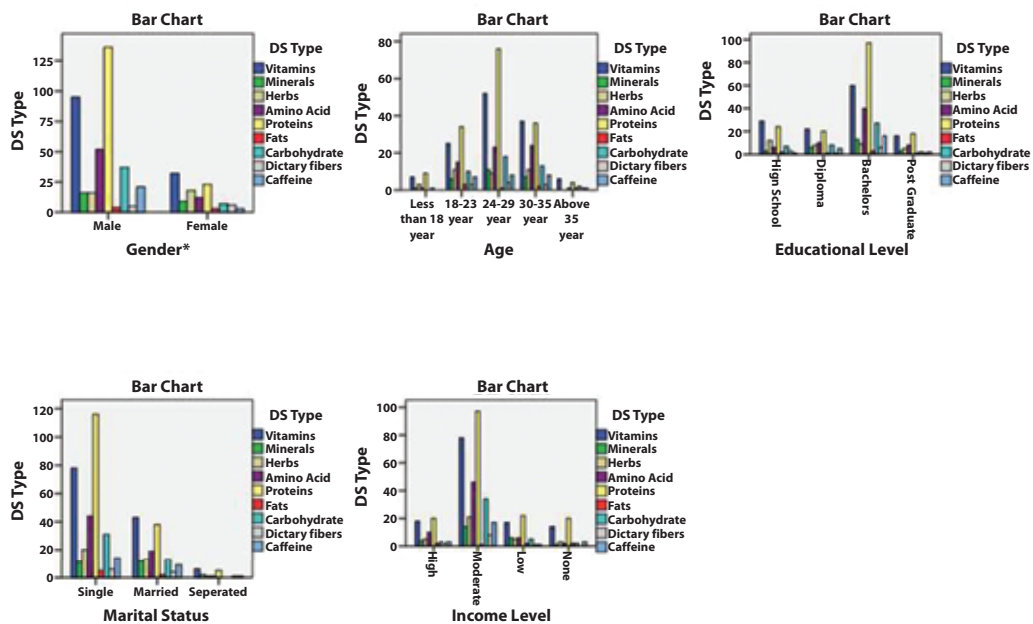 Bar Chart
DS Type
125
100
75
50
25
0
Male Female
Gender*
DS Type
Vitamins
Minerals
Herbs
Amino Acid
Proteins
Fats
Carbohydrate
Dictary fibers
Caffeine
Bar Chart
DS Type
80
60
40
20
0
Less than 18 year
18-23 year
24-29 year
30-35 year
Above 35 year
Age
DS Type
Vitamins
Minerals
Herbs
Amino Acid
Proteins
Fats
Carbohydrate
Dictary fibers
Caffeine
Bar Chart
DS Type
100
80
60
40
20
0
Hign School
Diploma
Bachelors
Post Graduate
Educational Level
DS Type
Vitamins
Minerals
Herbs
Amino Acid
Proteins
Fats
Carbohydrate
Dictary fibers
Caffeine
Bar Chart
DS Type
120
100
80
60
40
20
0
Single Married Seperated
Marital Status
DS Type
Vitamins
Minerals
Herbs
Amino Acid
Proteins
Fats
Carbohydrate
Dictary fibers
Caffeine
Bar Chart
DS Type
100
80
60
40
20
0
High
Moderate
Low
None
Income Level
DS Type
Vitamins
Minerals
Herbs
Amino Acid
Proteins
Fats
Carbohydrate
Dictary fibers
Caffeine